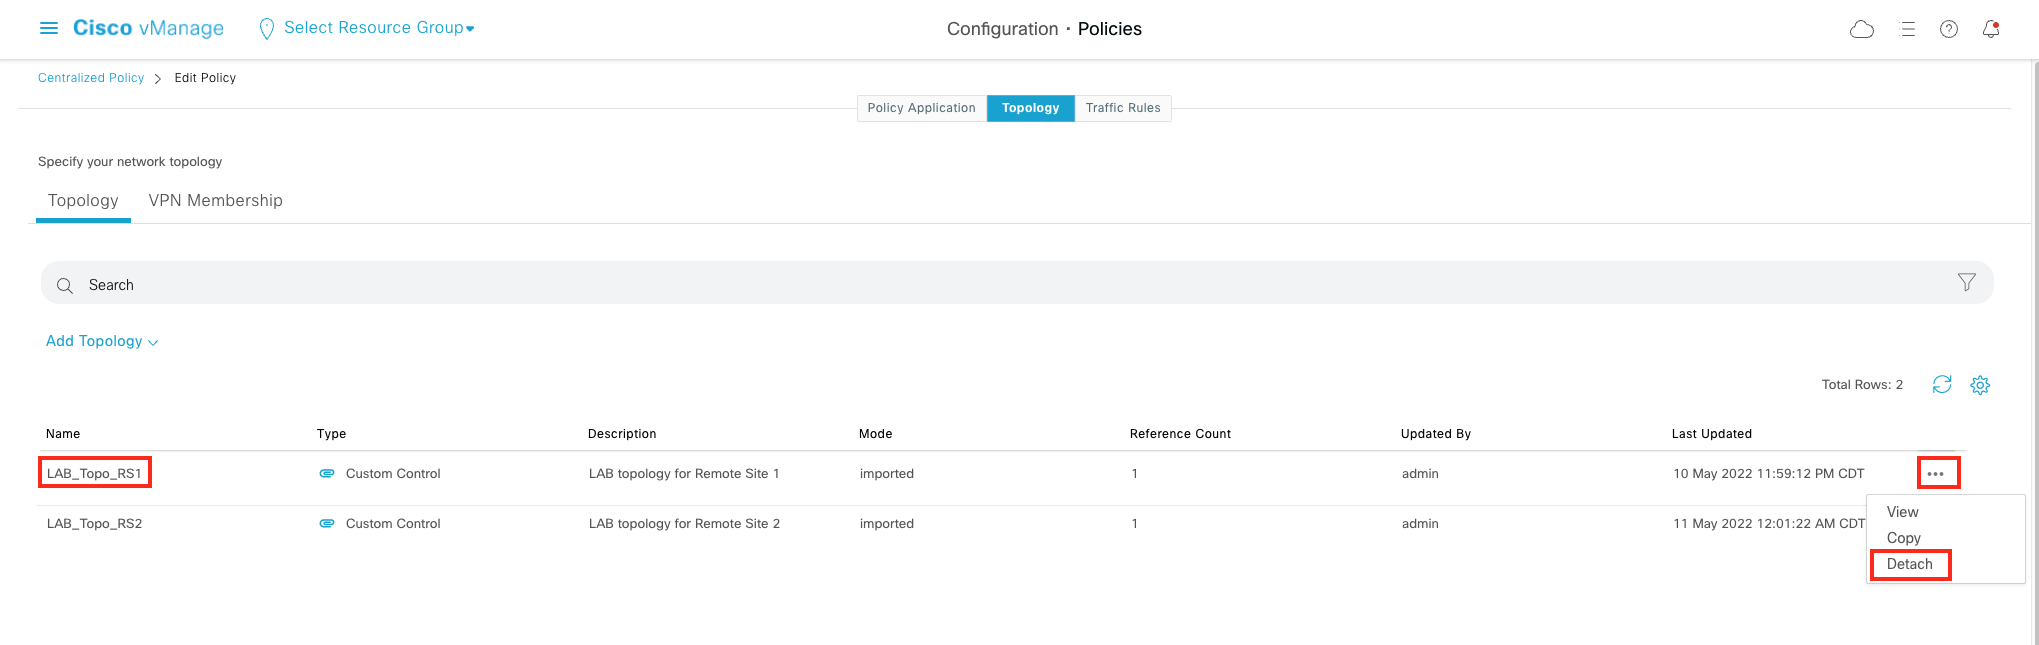 Cisco vManage Select Resource Group Configuration · Policies
Centralized Policy > Edit Policy
Policy Application Topology Traffic Rules
Specify your network topology
Topology VPN Membership
Search
Add Topology
Total Rows: 2
Name Type Description Mode Reference Count Updated By Last Updated
LAB_Topo_RS1 Custom Control LAB topology for Remote Site 1 imported 1 admin 10 May 2022 11:59:12 PM CDT •••
LAB_Topo_RS2 Custom Control LAB topology for Remote Site 2 imported 1 admin 11 May 2022 12:01:22 AM CDT
View
Copy
Detach